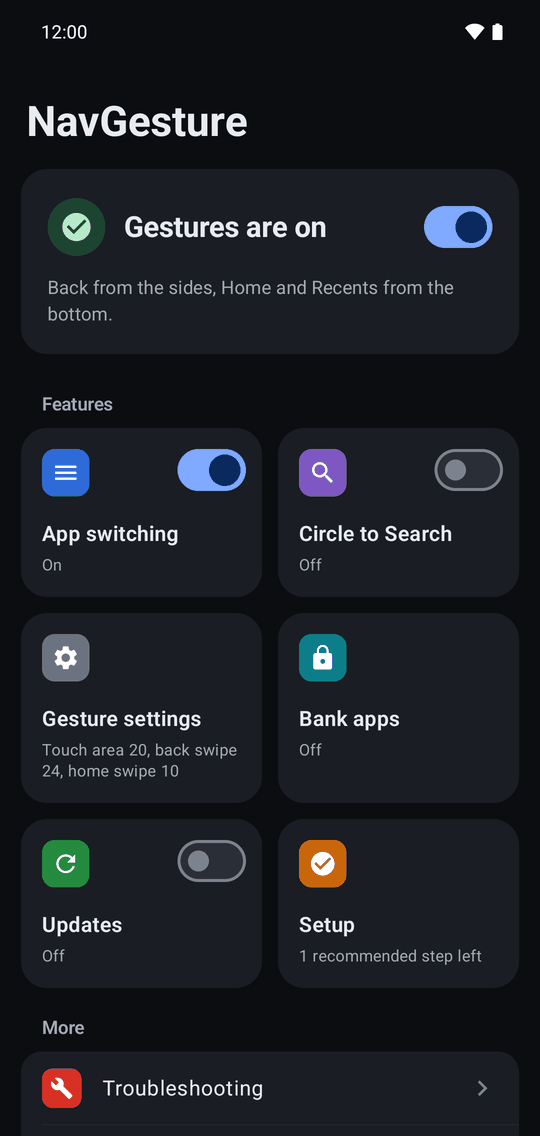 12:00
NavGesture
Gestures are on
Back from the sides, Home and Recents from the
bottom.
Features
App switching
On
Circle to Search
Off
Gesture settings
Touch area 20, back swipe
24, home swipe 10
Bank apps
Off
Updates
Off
Setup
1 recommended step left
More
Troubleshooting